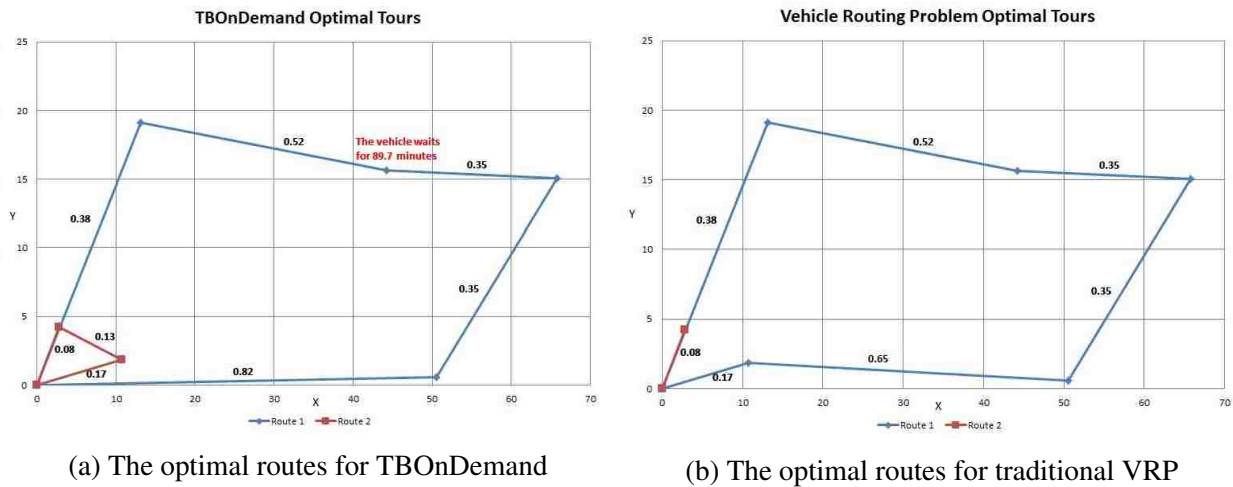 TBOnDemand Optimal Tours
25
20
15
10
5
0
Y
0.52
The vehicle waits
for 89.7 minutes
0.35
0.38
0.35
0.13
0.08
0.17
0.82
0 10 20 30 40 50 60 70
X
Route 1 Route 2
(a) The optimal routes for TBOnDemand
Vehicle Routing Problem Optimal Tours
25
20
15
10
5
0
Y
0.52
0.35
0.38
0.35
0.08
0.65
0.17
0 10 20 30 40 50 60 70
X
Route 1 Route 2
(b) The optimal routes for traditional VRP